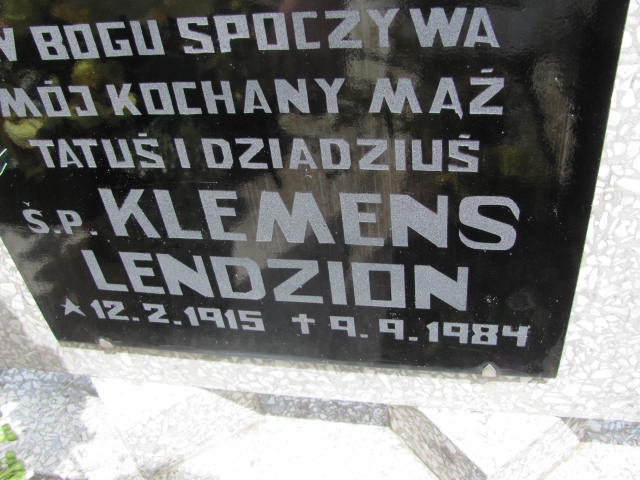 W BOGU SPOCZYWA
MÓJ KOCHANY MĄŻ
TATUŚ I DZIADZIUŚ
Ś.P. KLEMENS
LENDZION
★12.2.1915 ✝9.9.1984